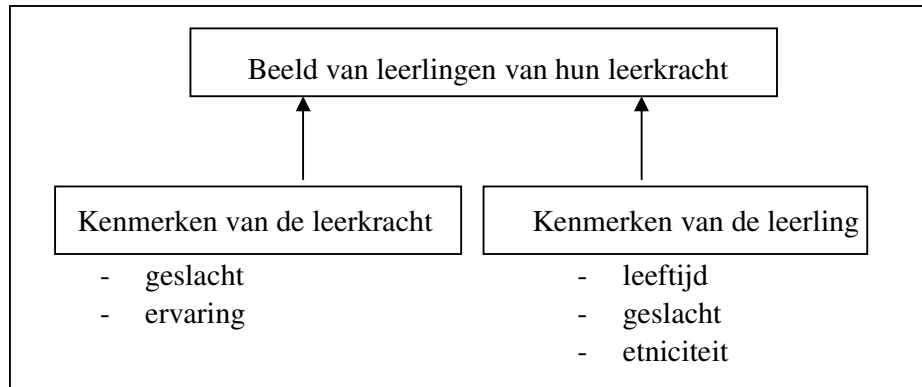 Beeld van leerlingen van hun leerkracht
Kenmerken van de leerkracht
- geslacht
- ervaring
Kenmerken van de leerling
- leeftijd
- geslacht
- etniciteit